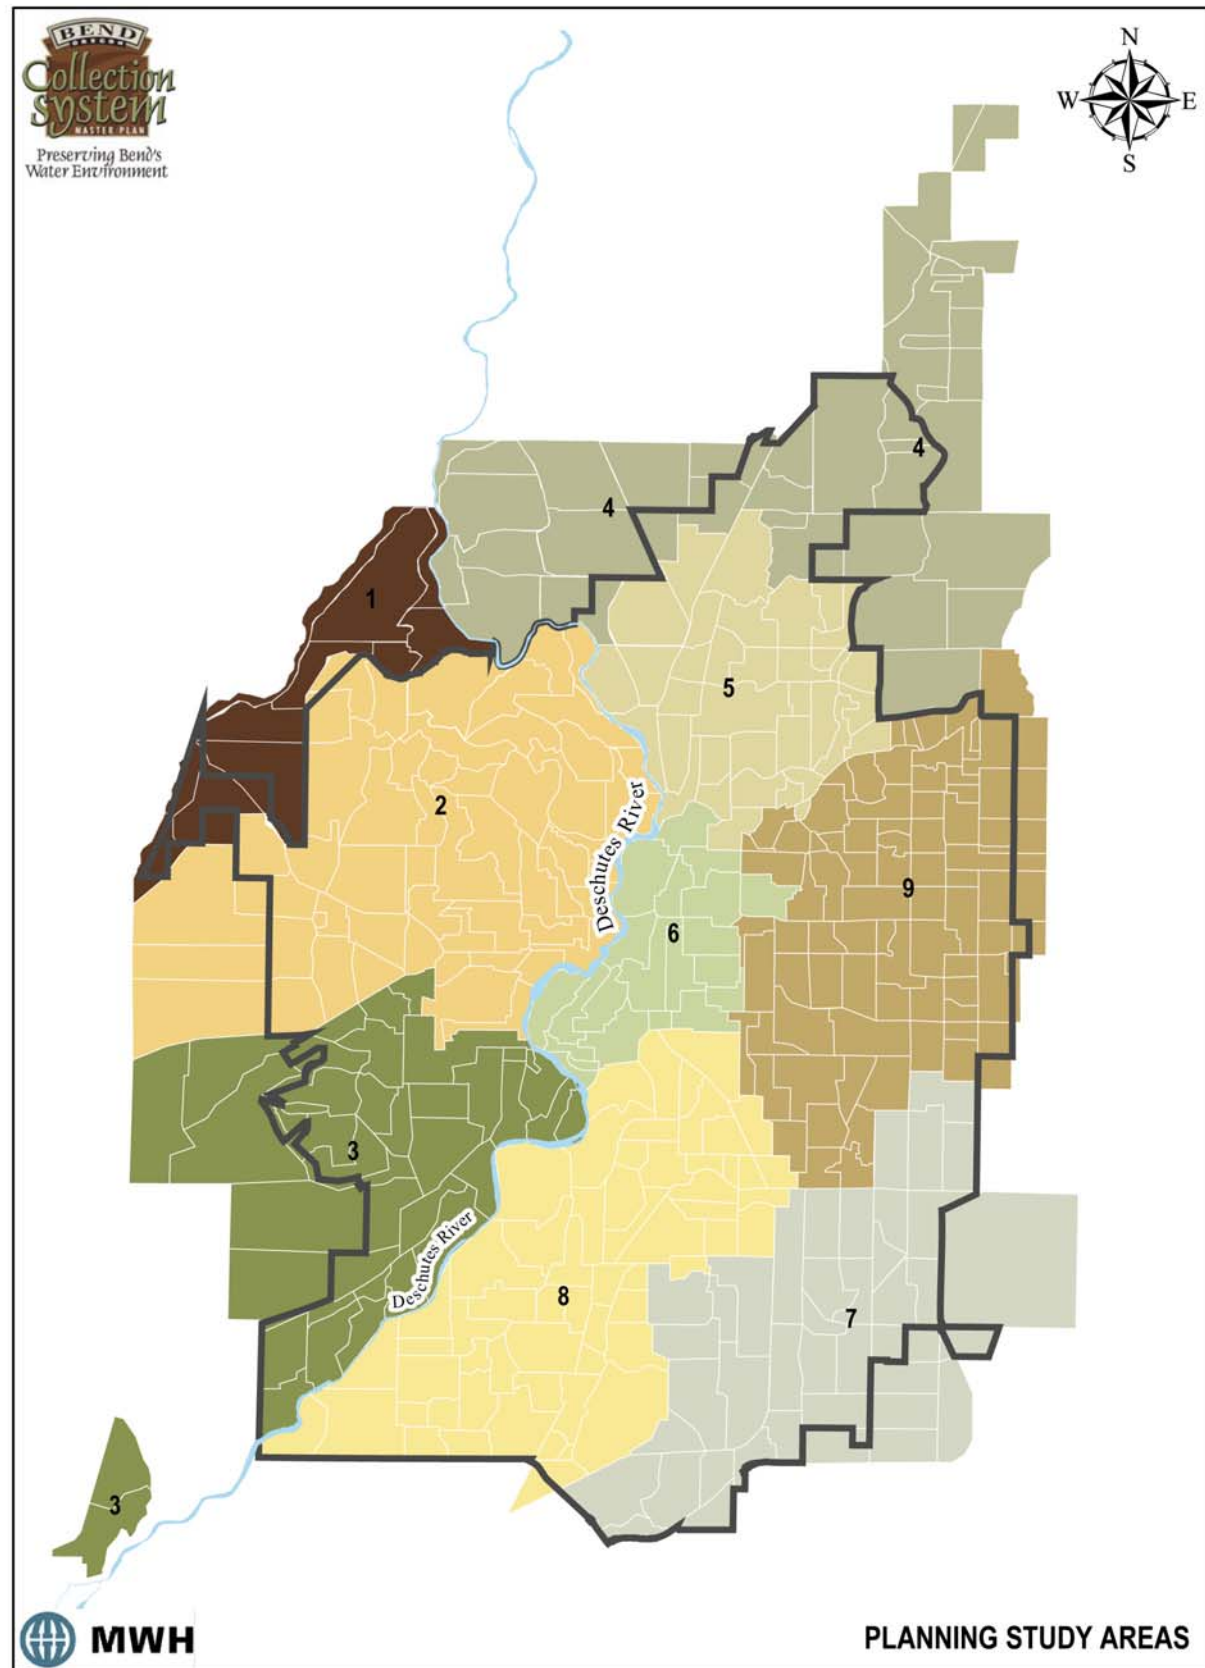 BEND
OREGON
Collection
system
MASTER PLAN
Preserving Bend's
Water Environment
N
W
E
S
4
4
1
5
2
Deschutes River
9
6
3
Deschutes River
8
7
3
MWH
PLANNING STUDY AREAS